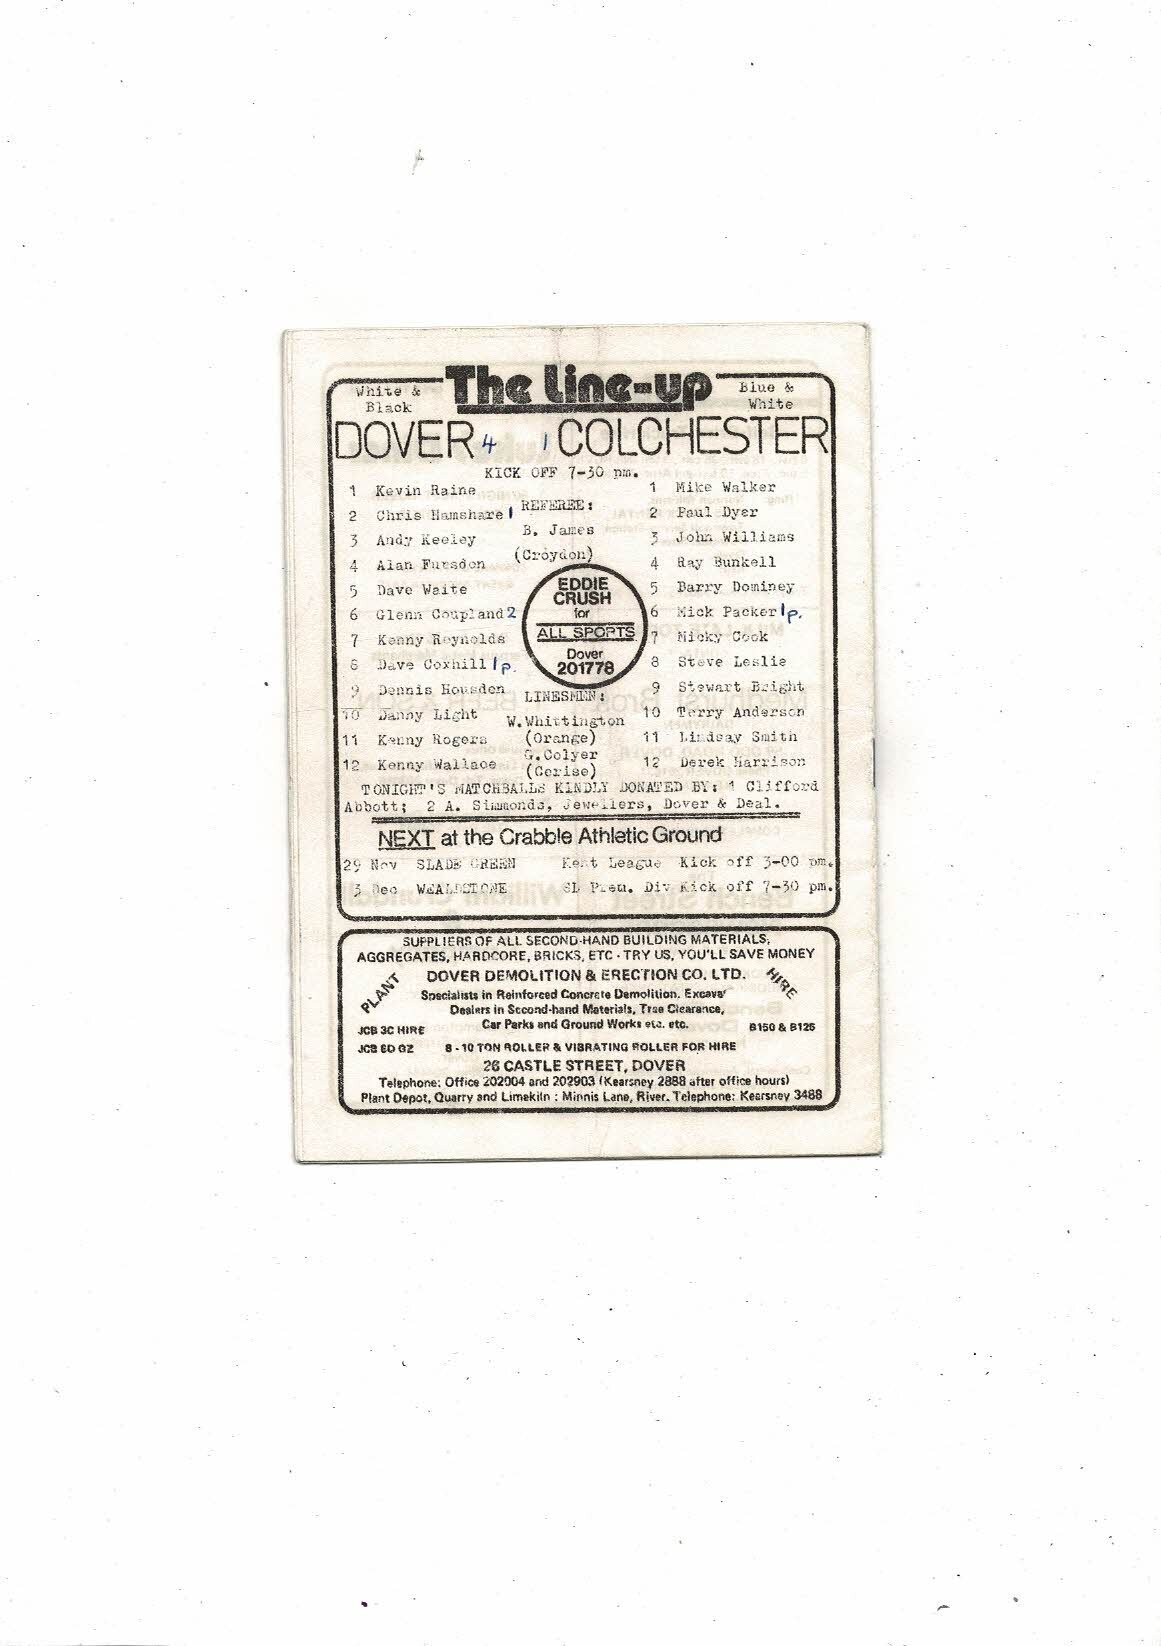 The Line-up
White & Black
Blue & White
DOVER 4 1 COLCHESTER
KICK OFF 7-30 pm.
1 Kevin Raine
2 Chris Hamshare 1
3 Andy Keeley
4 Alan Fursdon
5 Dave Waite
6 Glenn Coupland 2
7 Kenny Reynolds
8 Dave Coxhill 1p.
9 Dennis Housden
10 Danny Light
11 Kenny Rogers
12 Kenny Wallace
REFEREE:
B. James
(Croydon)
EDDIE
CRUSH
for
ALL SPORTS
Dover
201778
LINESMEN:
W.Whittington
(Orange)
G.Colyer
(Cerise)
1 Mike Walker
2 Paul Dyer
3 John Williams
4 Ray Bunkell
5 Barry Dominey
6 Mick Packer 1p.
7 Micky Cook
8 Steve Leslie
9 Stewart Bright
10 Terry Anderson
11 Lindsay Smith
12 Derek Harrison
TONIGHT'S MATCHBALLS KINDLY DONATED BY: 1 Clifford
Abbott; 2 A. Simmonds, Jewellers, Dover & Deal.
NEXT at the Crabble Athletic Ground
29 Nov SLADE GREEN Kent League Kick off 3-00 pm.
3 Dec WEALDSTONE SL Prem. Div Kick off 7-30 pm.
SUPPLIERS OF ALL SECOND-HAND BUILDING MATERIALS,
AGGREGATES, HARDCORE, BRICKS, ETC - TRY US, YOU'LL SAVE MONEY
PLANT
DOVER DEMOLITION & ERECTION CO. LTD.
HIRE
Specialists in Reinforced Concrete Demolition. Excava
Dealers in Second-hand Materials, Tree Clearance,
JCB 3C HIRE Car Parks and Ground Works etc. etc. B150 & B125
JCB 6D GZ 8 - 10 TON ROLLER & VIBRATING ROLLER FOR HIRE
26 CASTLE STREET, DOVER
Telephone: Office 202004 and 202903 (Kearsney 2888 after office hours)
Plant Depot, Quarry and Limekiln : Minnis Lane, River. Telephone: Kearsney 3488